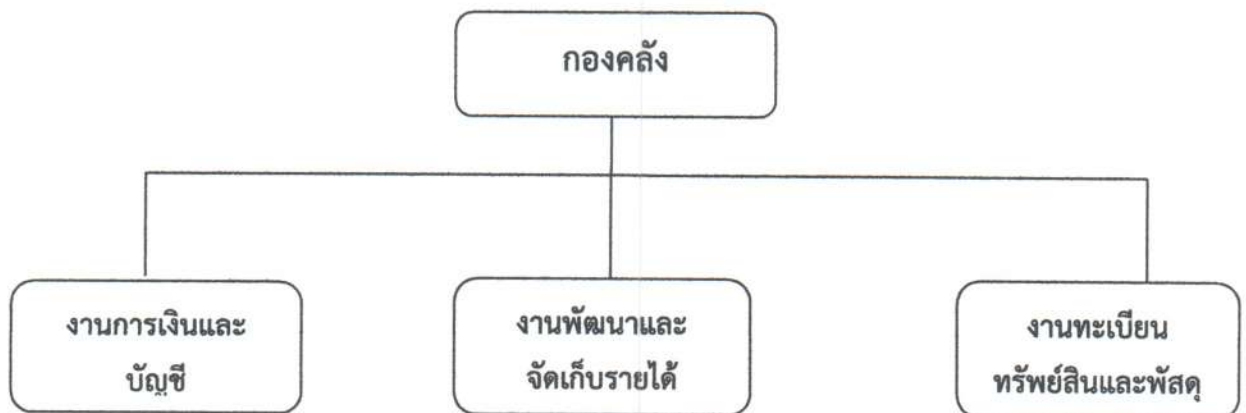 กองคลัง
งานการเงินและ
บัญชี
งานพัฒนาและ
จัดเก็บรายได้
งานทะเบียน
ทรัพย์สินและพัสดุ